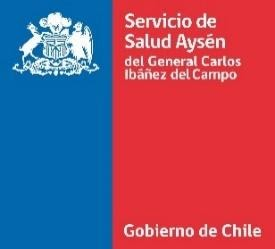 Servicio de
Salud Aysén
del General Carlos
Ibáñez del Campo
Gobierno de Chile